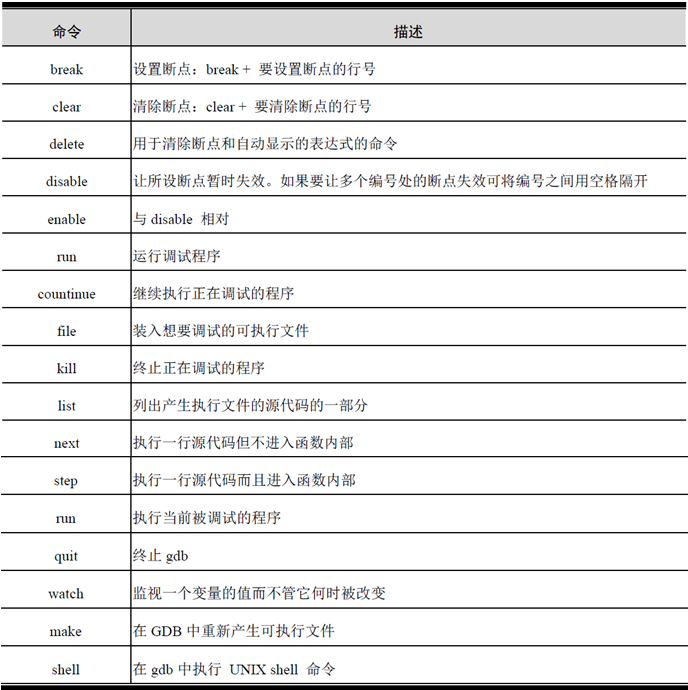 命令 描述
break 设置断点：break + 要设置断点的行号
clear 清除断点：clear + 要清除断点的行号
delete 用于清除断点和自动显示的表达式的命令
disable 让所设断点暂时失效。如果要让多个编号处的断点失效可将编号之间用空格隔开
enable 与 disable 相对
run 运行调试程序
countinue 继续执行正在调试的程序
file 装入想要调试的可执行文件
kill 终止正在调试的程序
list 列出产生执行文件的源代码的一部分
next 执行一行源代码但不进入函数内部
step 执行一行源代码而且进入函数内部
run 执行当前被调试的程序
quit 终止 gdb
watch 监视一个变量的值而不管它何时被改变
make 在 GDB 中重新产生可执行文件
shell 在 gdb 中执行 UNIX shell 命令